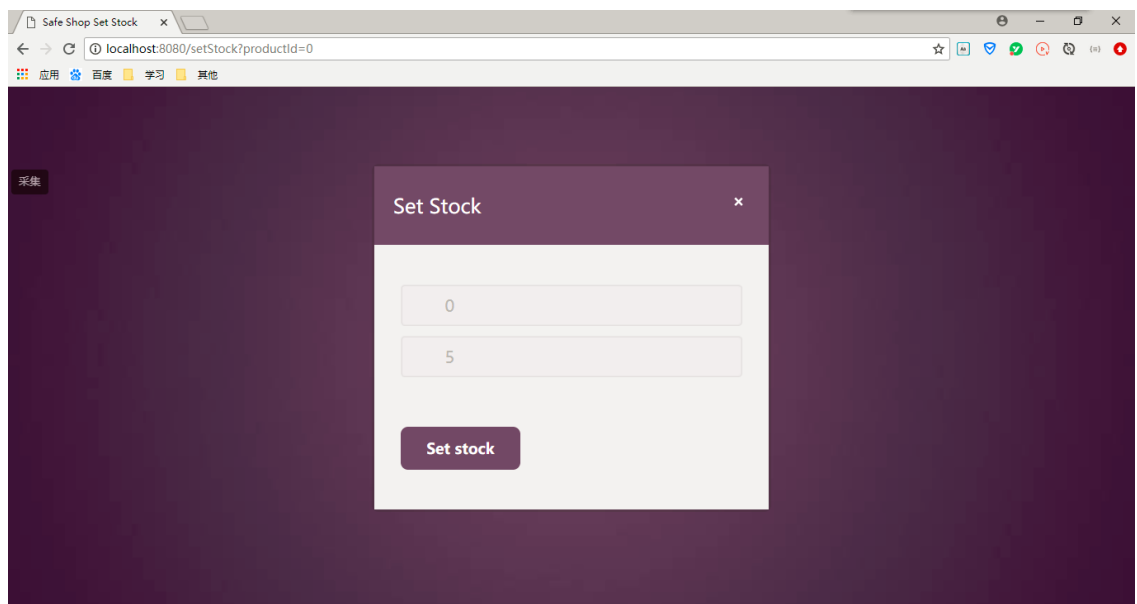 Safe Shop Set Stock
localhost:8080/setStock?productId=0
应用 百度 学习 其他
采集
Set Stock
0
5
Set stock